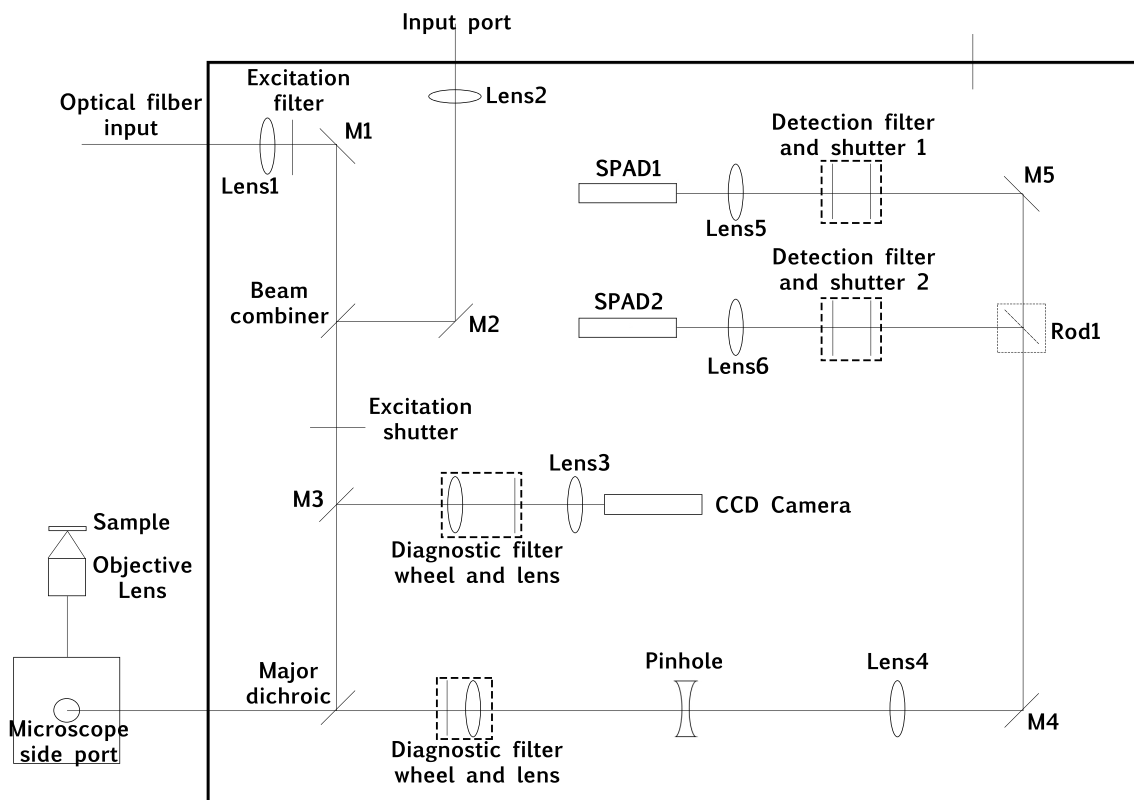 Input port
Lens2
Excitation
filter
Optical filber
input
M1
Lens1
Detection filter
and shutter 1
SPAD1
M5
Lens5
Detection filter
and shutter 2
Beam
combiner
SPAD2
M2
Rod1
Lens6
Excitation
shutter
Lens3
M3
CCD Camera
Sample
Diagnostic filter
wheel and lens
Objective
Lens
Major
dichroic
Pinhole
Lens4
Microscope
side port
M4
Diagnostic filter
wheel and lens